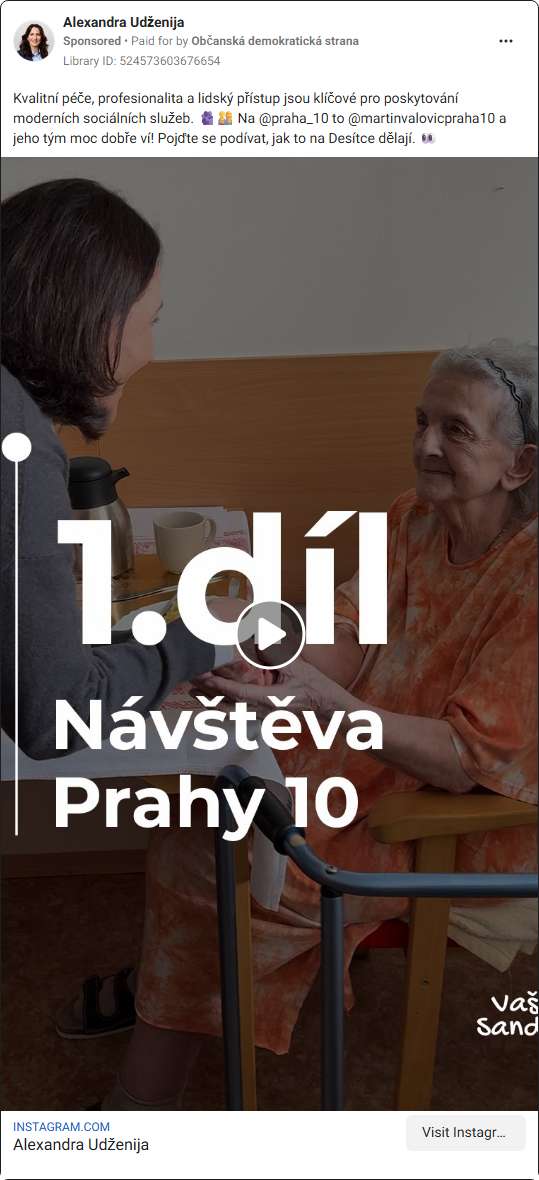 Alexandra Udženija
Sponsored • Paid for by Občanská demokratická strana
Library ID: 524573603676654
Kvalitní péče, profesionalita a lidský přístup jsou klíčové pro poskytování
moderních sociálních služeb. 🫂 Na @praha_10 to @martinvalovicpraha10 a
jeho tým moc dobře ví! Pojďte se podívat, jak to na Desítce dělají. 👀
1.díl
Návštěva
Prahy 10
Vaš
Sand
INSTAGRAM.COM
Alexandra Udženija
Visit Instagr...